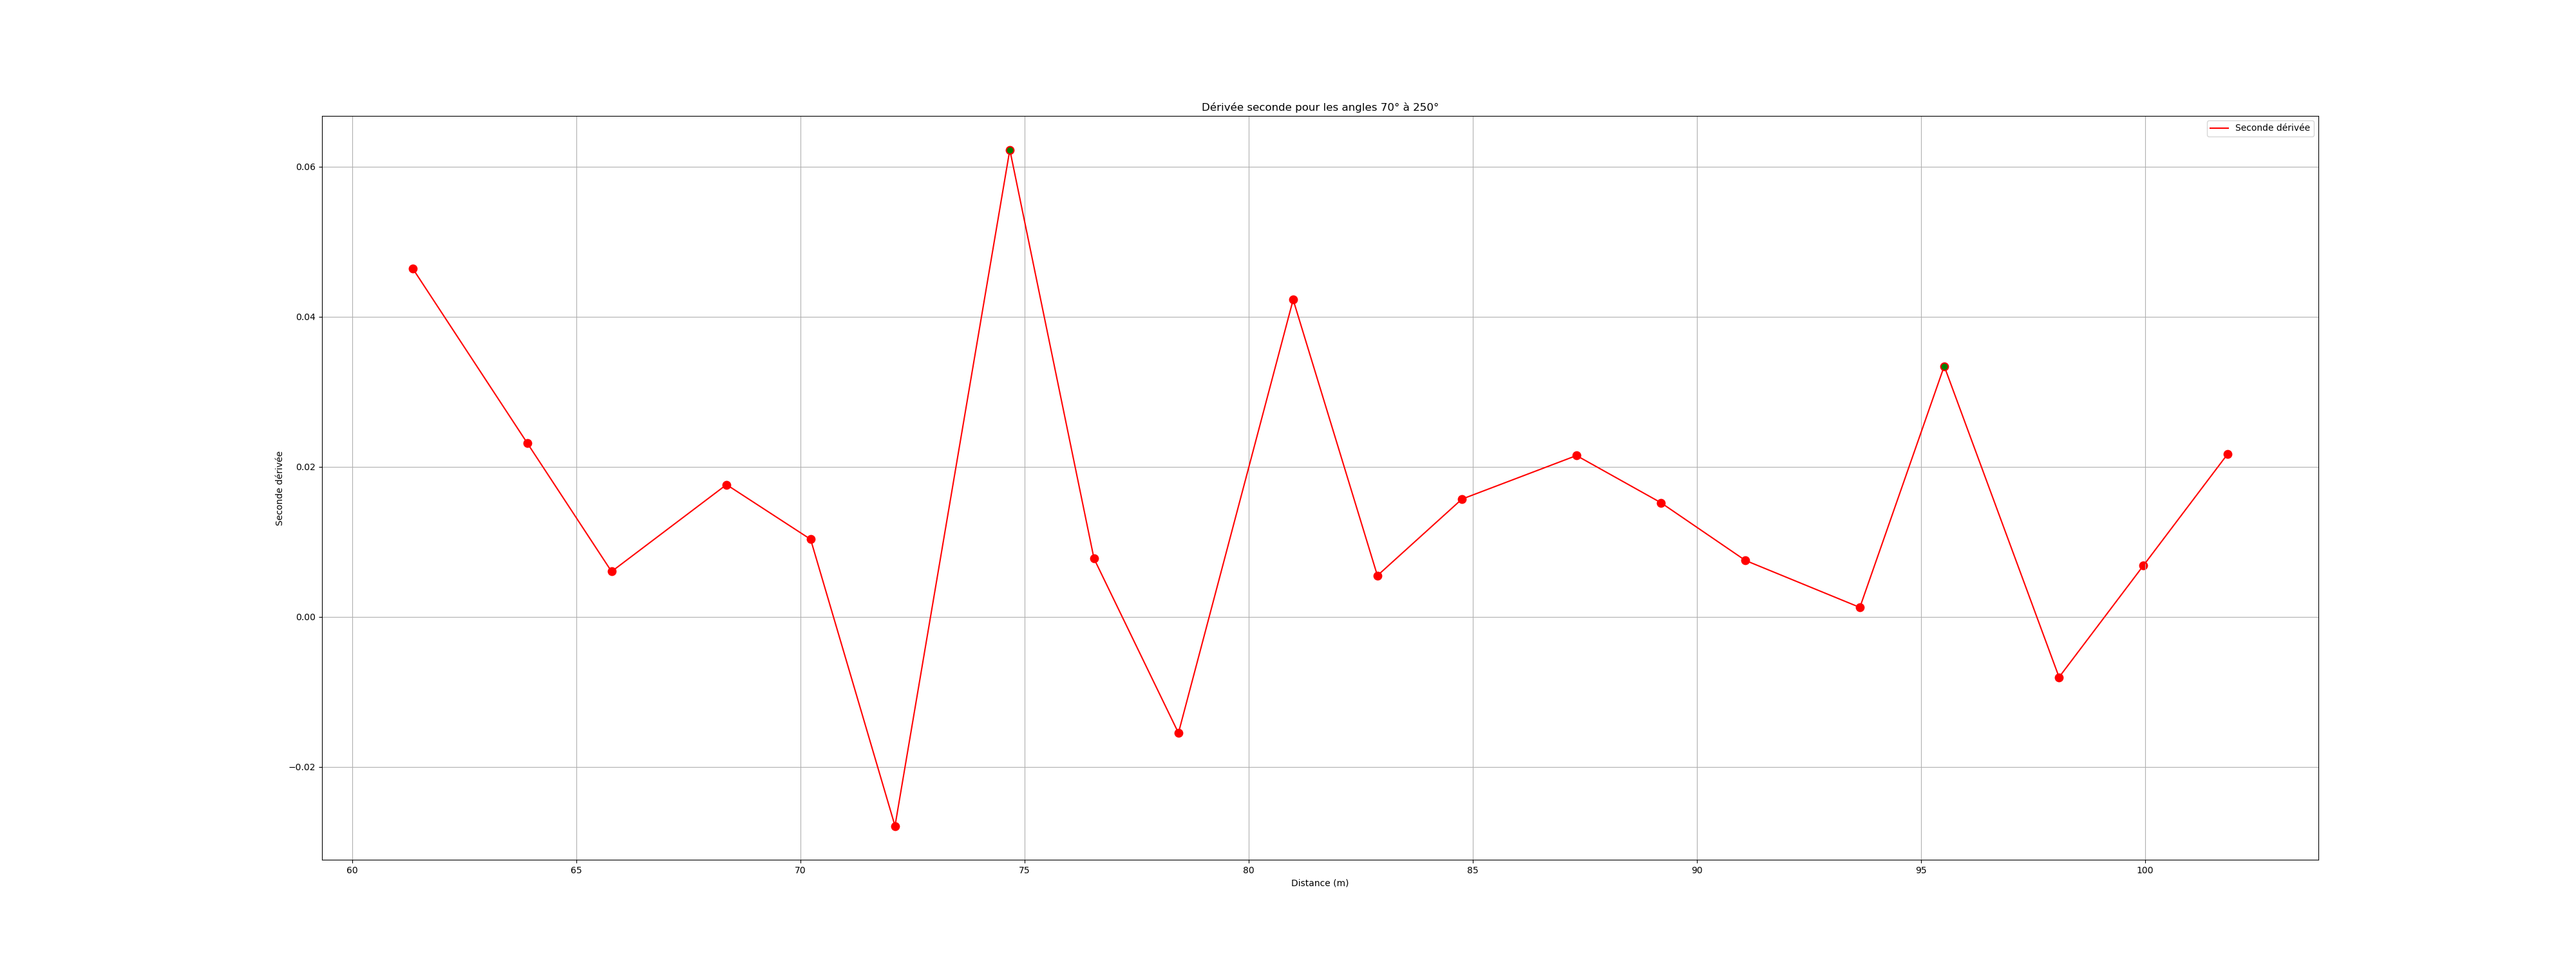 Dérivée seconde pour les angles 70° à 250°
Seconde dérivée
0.06
0.04
0.02
0.00
−0.02
Seconde dérivée
60 65 70 75 80 85 90 95 100
Distance (m)